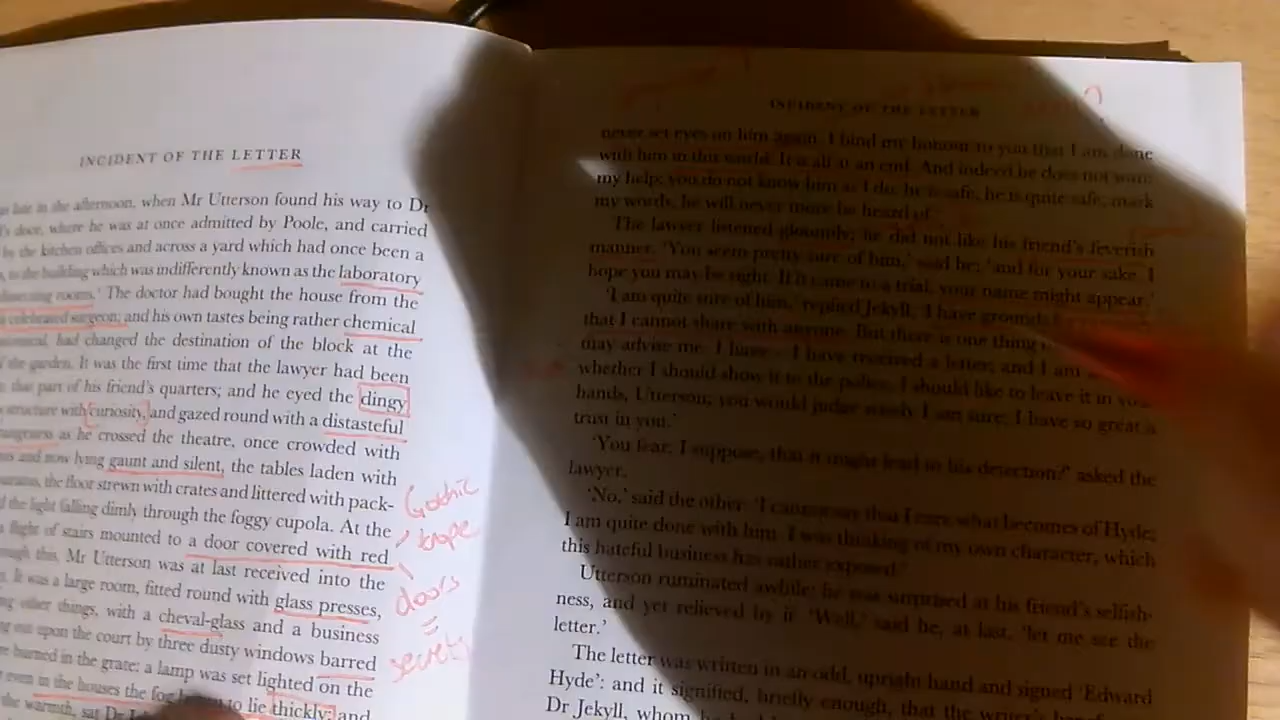 INCIDENT OF THE LETTER
late in the afternoon, when Mr Utterson found his way to Dr
door, where he was at once admitted by Poole, and carried
by the kitchen offices and across a yard which had once been a
to the building which was indifferently known as the laboratory
dissecting rooms. The doctor had bought the house from the
celebrated surgeon; and his own tastes being rather chemical
had changed the destination of the block at the
the garden. It was the first time that the lawyer had been
that part of his friend's quarters; and he eyed the dingy
structure with curiosity, and gazed round with a distasteful
as he crossed the theatre, once crowded with
and now lying gaunt and silent, the tables laden with
the floor strewn with crates and littered with pack-
the light falling dimly through the foggy cupola. At the
flight of stairs mounted to a door covered with red
Mr Utterson was at last received into the
It was a large room, fitted round with glass presses,
other things, with a cheval-glass and a business
out upon the court by three dusty windows barred
burned in the grate; a lamp was set lighted on the
even in the houses the fog to lie thickly; and
the warmth, sat Dr
Gothic
trope
doors
=
INCIDENT OF THE LETTER
never set eyes on him again. I bind my honour to you that I am done
with him in this world. It is all at an end. And indeed he does not want
my help; you do not know him as I do; he is safe, he is quite safe; mark
my words, he will never more be heard of.'
The lawyer listened gloomily; he did not like his friend's feverish
manner. 'You seem pretty sure of him,' said he; 'and for your sake, I
hope you may be right. If it came to a trial, your name might appear.'
'I am quite sure of him,' replied Jekyll; 'I have grounds
that I cannot share with anyone. But there is one thing
may advise me. I have – I have received a letter; and I am
whether I should show it to the police. I should like to leave it in
hands, Utterson; you would judge wisely I am sure; I have so great a
trust in you.'
'You fear, I suppose, that it might lead to his detection?' asked the
lawyer.
'No,' said the other. 'I cannot say that I care what becomes of Hyde;
I am quite done with him. I was thinking of my own character, which
this hateful business has rather exposed.'
Utterson ruminated awhile; he was surprised at his friend's selfish-
ness, and yet relieved by it. 'Well,' said he, at last, 'let me see the
letter.'
The letter was written in an odd, upright hand and signed 'Edward
Hyde': and it signified, briefly enough, that the writer's
Dr Jekyll, whom